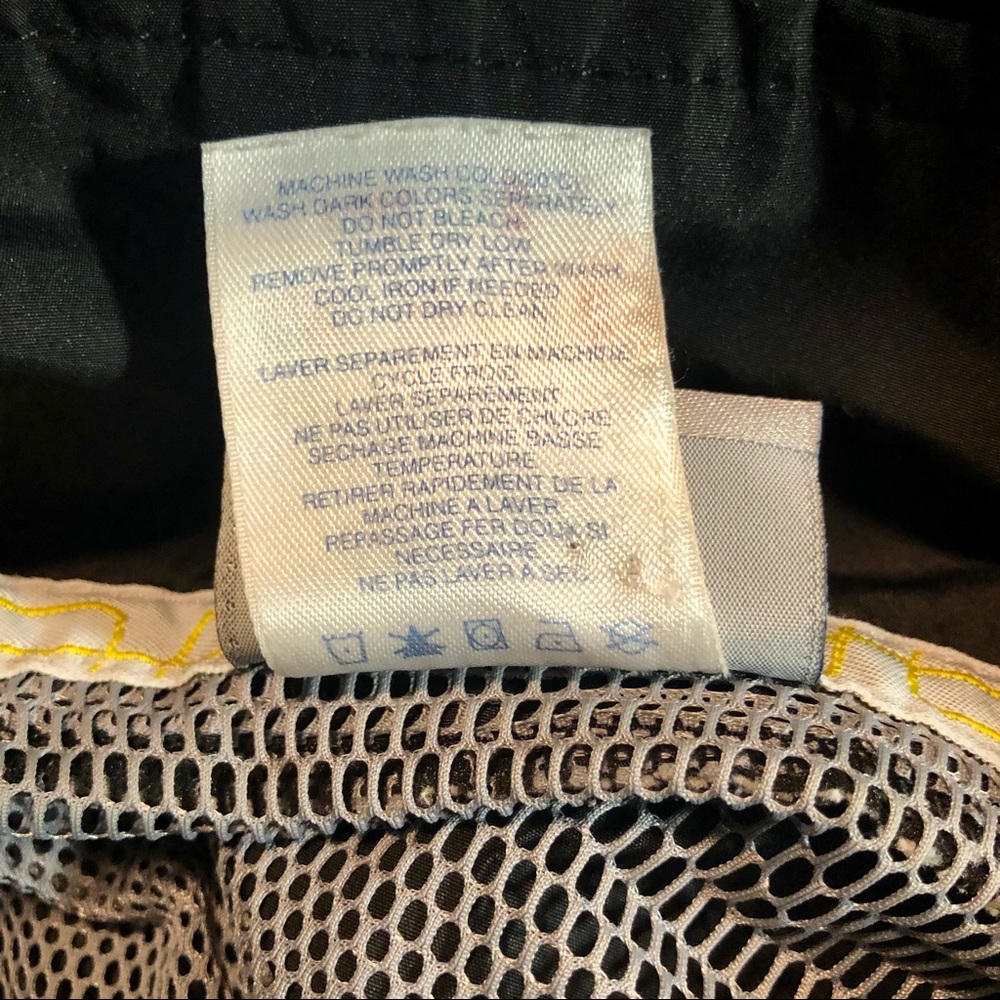 MACHINE WASH COLD (30°C)
WASH DARK COLORS SEPARATELY
DO NOT BLEACH
TUMBLE DRY LOW
REMOVE PROMPTLY AFTER WASH
COOL IRON IF NEEDED
DO NOT DRY CLEAN
LAVER SEPAREMENT EN MACHINE
CYCLE FROID
LAVER SEPAREMENT
NE PAS UTILISER DE CHLORE
SECHAGE MACHINE BASSE
TEMPERATURE
RETIRER RAPIDEMENT DE LA
MACHINE A LAVER
REPASSAGE FER DOUX SI
NECESSAIRE
NE PAS LAVER A SEC